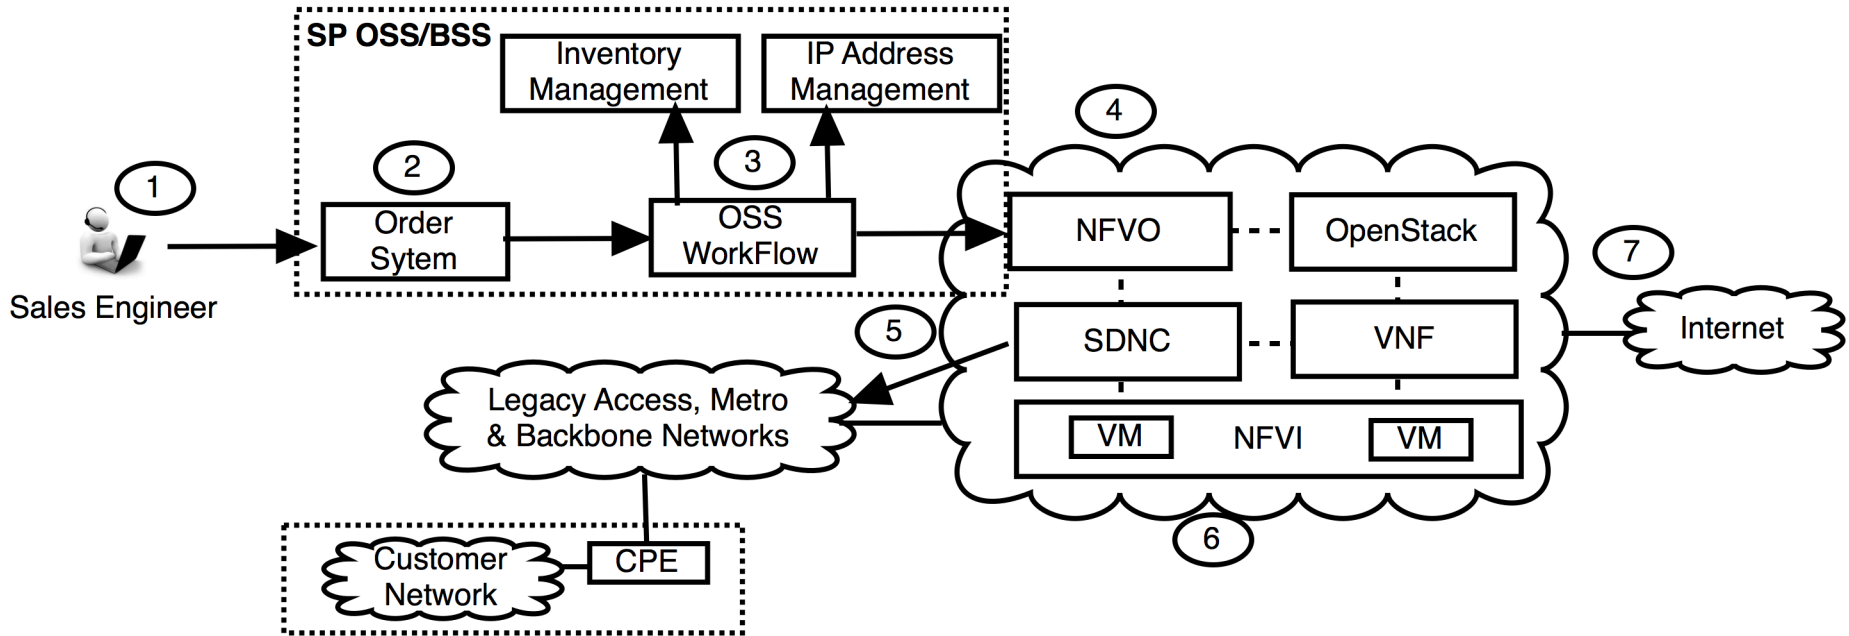 SP OSS/BSS
Inventory
Management
IP Address
Management
4
1
2
3
Order
Sytem
OSS
WorkFlow
NFVO
OpenStack
7
Sales Engineer
5
SDNC
VNF
Internet
Legacy Access, Metro
& Backbone Networks
VM
NFVI
VM
6
Customer
Network
CPE